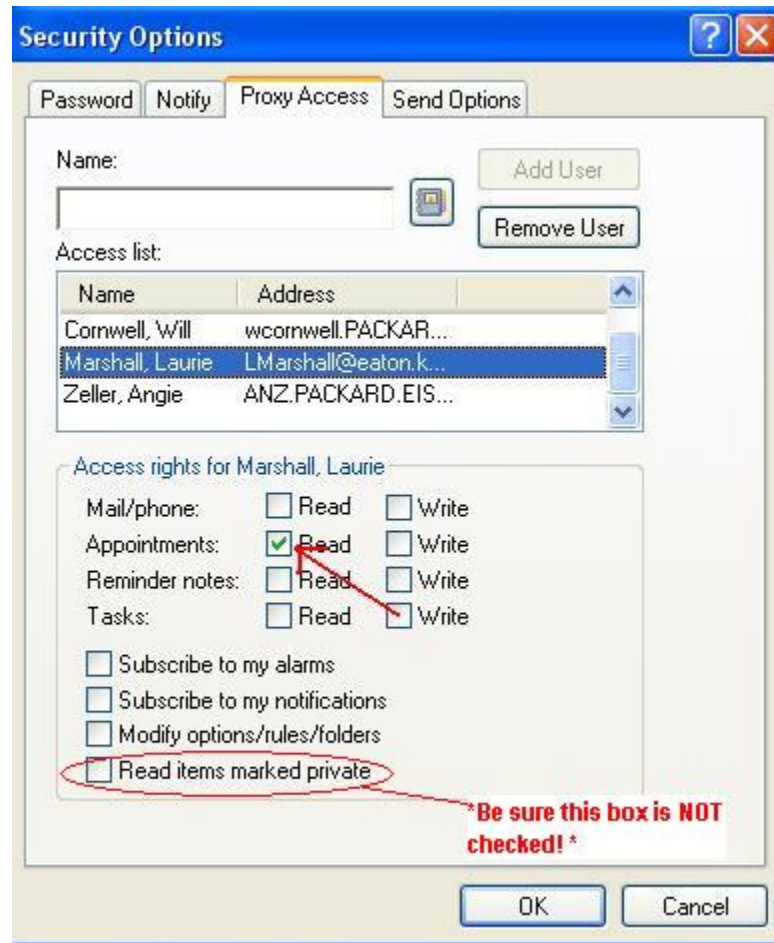 Security Options
Password Notify Proxy Access Send Options
Name:
Add User
Remove User
Access list:
Name Address
Cornwell, Will wcornwell.PACKAR...
Marshall, Laurie LMarshall@eaton.k...
Zeller, Angie ANZ.PACKARD.EIS...
Access rights for Marshall, Laurie
Mail/phone: Read Write
Appointments: Read Write
Reminder notes: Read Write
Tasks: Read Write
Subscribe to my alarms
Subscribe to my notifications
Modify options/rules/folders
Read items marked private
*Be sure this box is NOT
checked! *
OK Cancel